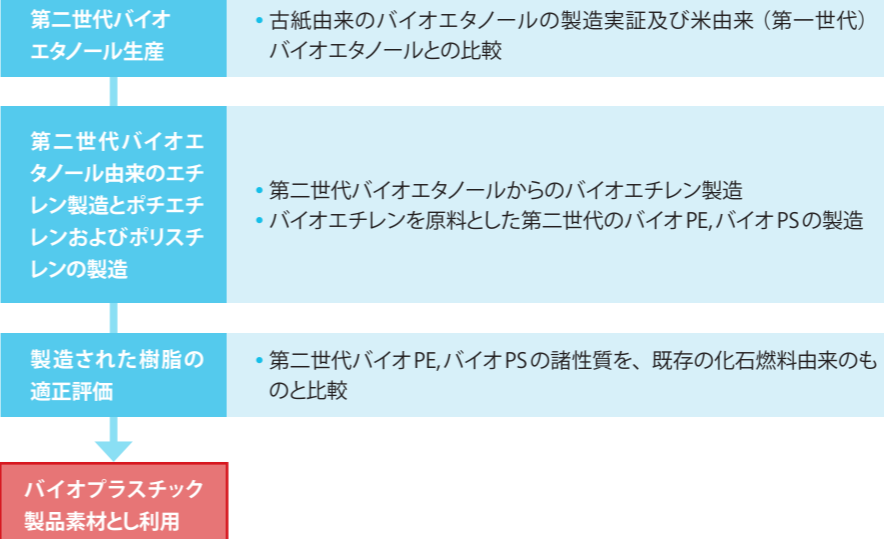 第二世代バイオ
エタノール生産
• 古紙由来のバイオエタノールの製造実証及び米由来（第一世代）
バイオエタノールとの比較
第二世代バイオエ
タノール由来のエチ
レン製造とポチエチ
レンおよびポリスチ
レンの製造
• 第二世代バイオエタノールからのバイオエチレン製造
• バイオエチレンを原料とした第二世代のバイオPE,バイオPSの製造
製造された樹脂の
適正評価
• 第二世代バイオPE,バイオPSの諸性質を、既存の化石燃料由来のも
のと比較
バイオプラスチック
製品素材とし利用